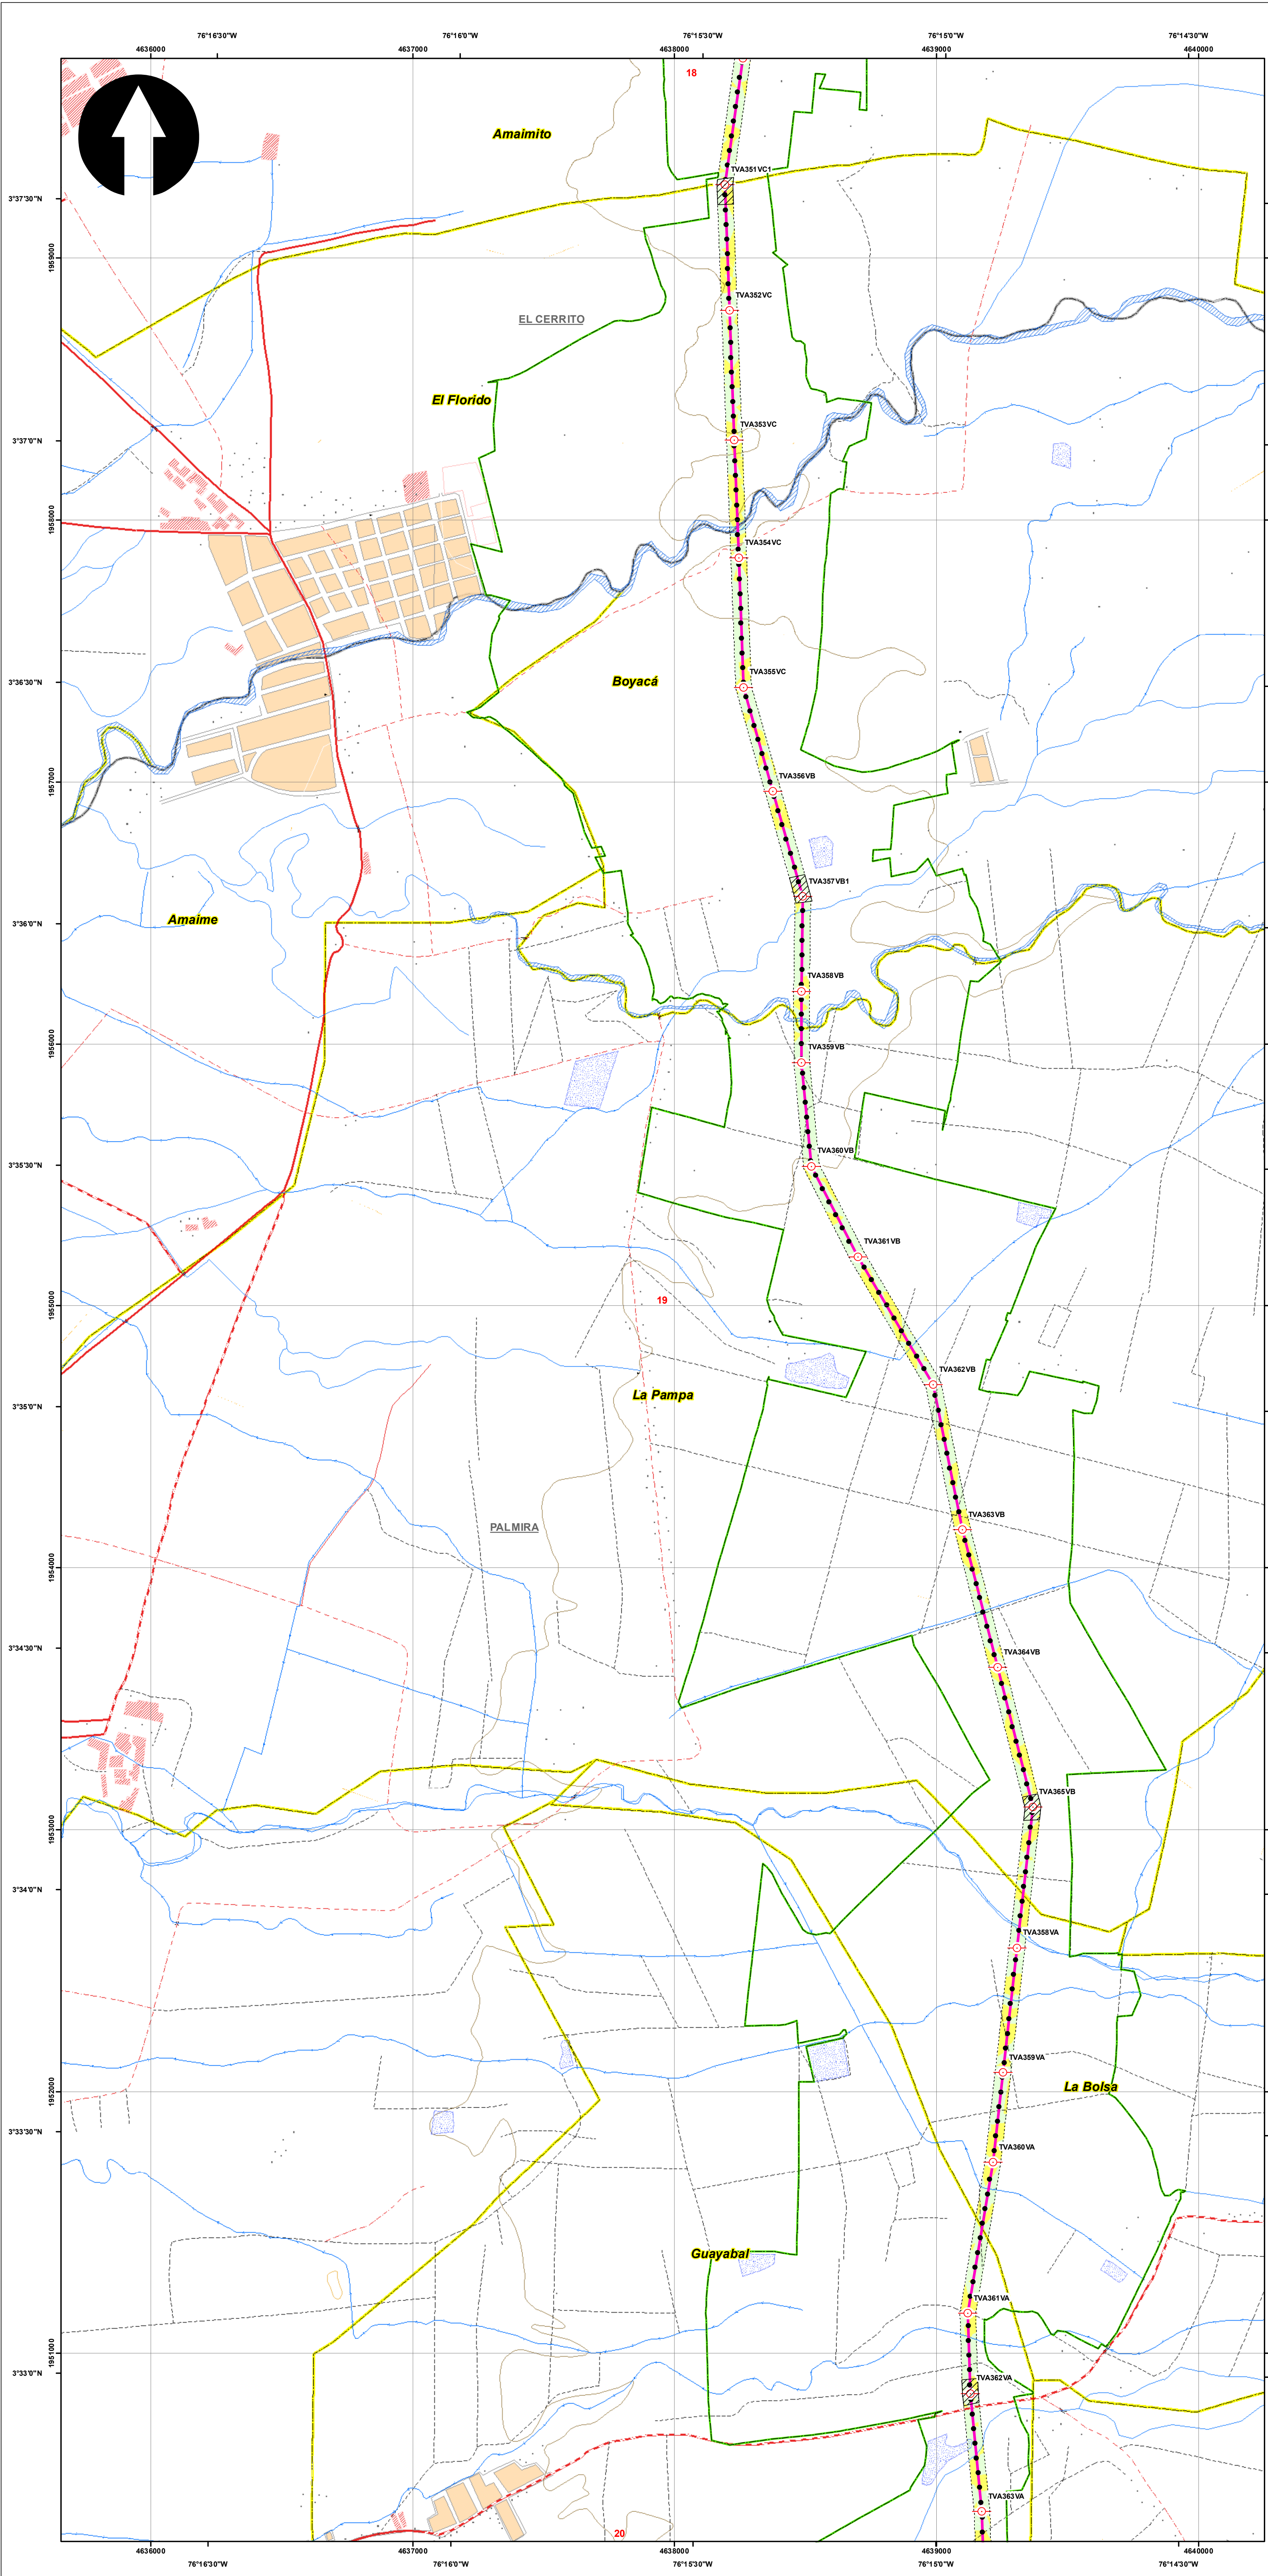 76°16'30"W 76°16'0"W 76°15'30"W 76°15'0"W 76°14'30"W
4636000 4637000 4638000 4639000 4640000
18
Amaimito
TVA351VC1
3°37'30"N
1959000
TVA352VC
EL CERRITO
El Florido
TVA353VC
3°37'0"N
1958000
TVA354VC
TVA355VC
3°36'30"N
Boyacá
1957000
TVA356VB
TVA357VB1
Amaime
3°36'0"N
TVA358VB
1956000
TVA359VB
TVA360VB
3°35'30"N
TVA361VB
19
1955000
TVA362VB
La Pampa
3°35'0"N
TVA363VB
PALMIRA
1954000
TVA364VB
3°34'30"N
TVA365VB
1953000
3°34'0"N
TVA358VA
TVA359VA
La Bolsa
1952000
3°33'30"N
TVA360VA
Guayabal
TVA361VA
1951000
3°33'0"N
TVA362VA
TVA363VA
20
4636000 4637000 4638000 4639000 4640000
76°16'30"W 76°16'0"W 76°15'30"W 76°15'0"W 76°14'30"W